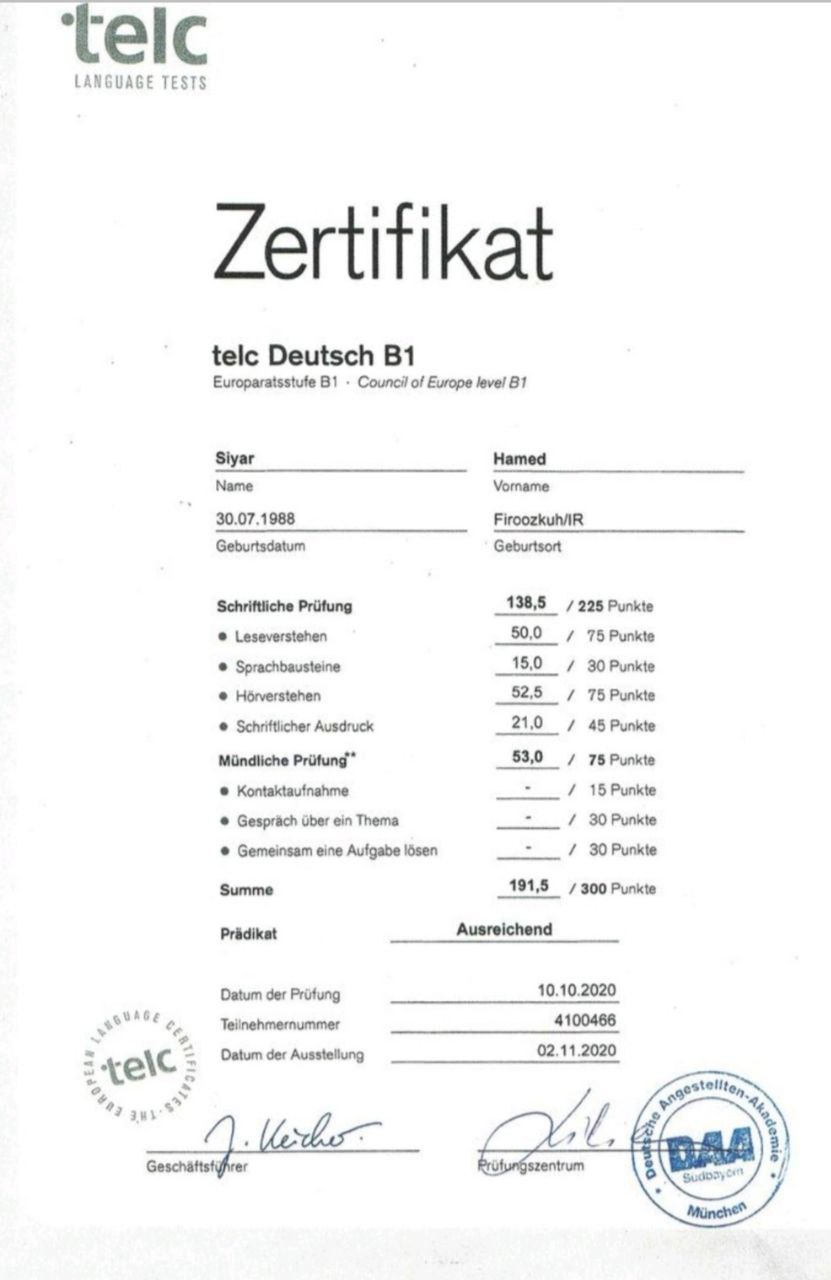 telc
LANGUAGE TESTS
Zertifikat
telc Deutsch B1
Europaratsstufe B1 · Council of Europe level B1
Siyar Hamed
Name Vorname
30.07.1988 Firoozkuh/IR
Geburtsdatum Geburtsort
Schriftliche Prüfung 138,5 / 225 Punkte
● Leseverstehen 50,0 / 75 Punkte
● Sprachbausteine 15,0 / 30 Punkte
● Hörverstehen 52,5 / 75 Punkte
● Schriftlicher Ausdruck 21,0 / 45 Punkte
Mündliche Prüfung** 53,0 / 75 Punkte
● Kontaktaufnahme - / 15 Punkte
● Gespräch über ein Thema - / 30 Punkte
● Gemeinsam eine Aufgabe lösen - / 30 Punkte
Summe 191,5 / 300 Punkte
Prädikat Ausreichend
Datum der Prüfung 10.10.2020
Teilnehmernummer 4100466
Datum der Ausstellung 02.11.2020
telc
THE EUROPEAN LANGUAGE CERTIFICATES
Geschäftsführer Prüfungszentrum
Deutsche Angestellten-Akademie
DAA
Südbayern
München